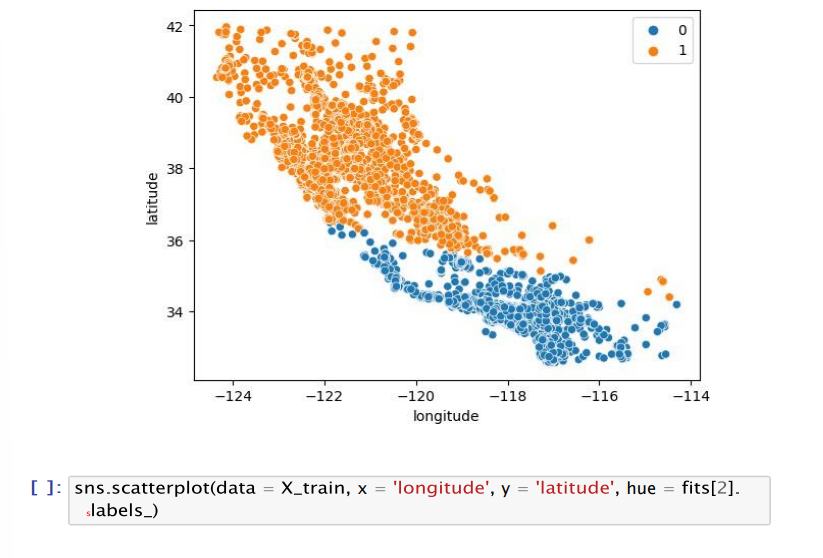 42
0
1
40
38
36
34
latitude
−124 −122 −120 −118 −116 −114
longitude
[ ]: sns.scatterplot(data = X_train, x = 'longitude', y = 'latitude', hue = fits[2].
s labels_)